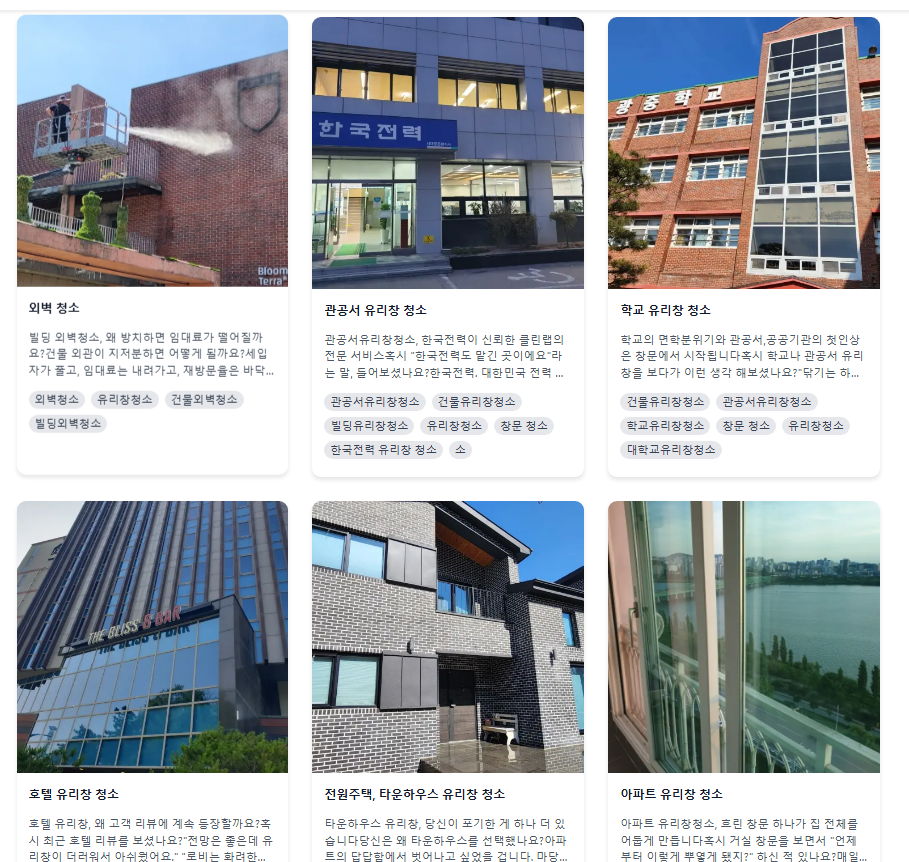 Bloom
Terra"
외벽 청소
빌딩 외벽청소, 왜 방치하면 임대료가 떨어질까
요?건물 외관이 지저분하면 어떻게 될까요?세입
자가 줄고, 임대료는 내려가고, 재방문율은 바닥...
외벽청소 유리창청소 건물외벽청소
빌딩외벽청소
한국전력
관공서 유리창 청소
관공서유리창청소, 한국전력이 신뢰한 클린랩의
전문 서비스혹시 "한국전력도 맡긴 곳이에요"라
는 말, 들어보셨나요?한국전력. 대한민국 전력 ...
관공서유리창청소 건물유리창청소
빌딩유리창청소 유리창청소 창문 청소
한국전력 유리창 청소 소
광중학교
학교 유리창 청소
학교의 면학분위기와 관공서,공공기관의 첫인상
은 창문에서 시작됩니다혹시 학교나 관공서 유리
창을 보다가 이런 생각 해보셨나요?"닦기는 하...
건물유리창청소 관공서유리창청소
학교유리창청소 창문 청소 유리창청소
대학교유리창청소
THE BLISS & BAR
호텔 유리창 청소
호텔 유리창, 왜 고객 리뷰에 계속 등장할까요?혹
시 최근 호텔 리뷰를 보셨나요?"전망은 좋은데 유
리창이 더러워서 아쉬웠어요." "로비는 화려한...
전원주택, 타운하우스 유리창 청소
타운하우스 유리창, 당신이 포기한 게 하나 더 있
습니다당신은 왜 타운하우스를 선택했나요?아파
트의 답답함에서 벗어나고 싶었을 겁니다. 마당...
아파트 유리창 청소
아파트 유리창청소, 흐린 창문 하나가 집 전체를
어둡게 만듭니다혹시 거실 창문을 보면서 "언제
부터 이렇게 뿌옇게 됐지?" 하신 적 있나요?매일...